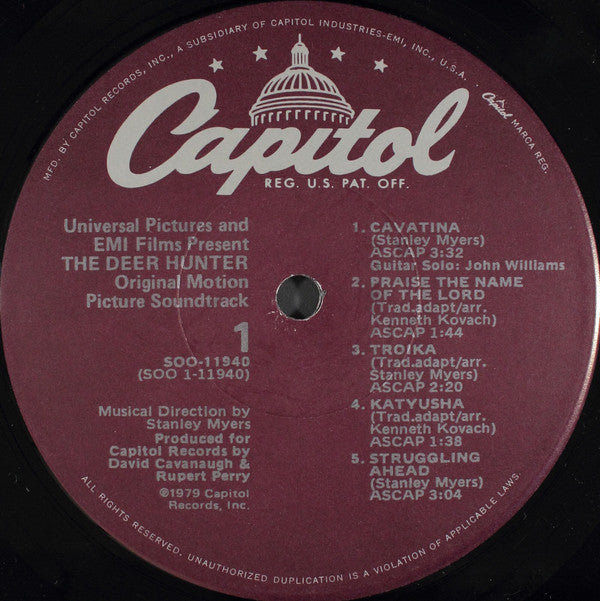 MFD. BY CAPITOL RECORDS, INC., A SUBSIDIARY OF CAPITOL INDUSTRIES-EMI, INC., U.S.A.
Capitol MARCA REG.
Capitol
REG. U.S. PAT. OFF.
Universal Pictures and
EMI Films Present
THE DEER HUNTER
Original Motion
Picture Soundtrack
1
SOO-11940
(SOO 1-11940)
Musical Direction by
Stanley Myers
Produced for
Capitol Records by
David Cavanaugh &
Rupert Perry
℗1979 Capitol
Records, Inc.
1. CAVATINA
(Stanley Myers)
ASCAP 3:32
Guitar Solo: John Williams
2. PRAISE THE NAME
OF THE LORD
(Trad.adapt/arr.
Kenneth Kovach)
ASCAP 1:44
3. TROIKA
(Trad.adapt/arr.
Stanley Myers)
ASCAP 2:20
4. KATYUSHA
(Trad.adapt/arr.
Kenneth Kovach)
ASCAP 1:38
5. STRUGGLING
AHEAD
(Stanley Myers)
ASCAP 3:04
ALL RIGHTS RESERVED. UNAUTHORIZED DUPLICATION IS A VIOLATION OF APPLICABLE LAWS.